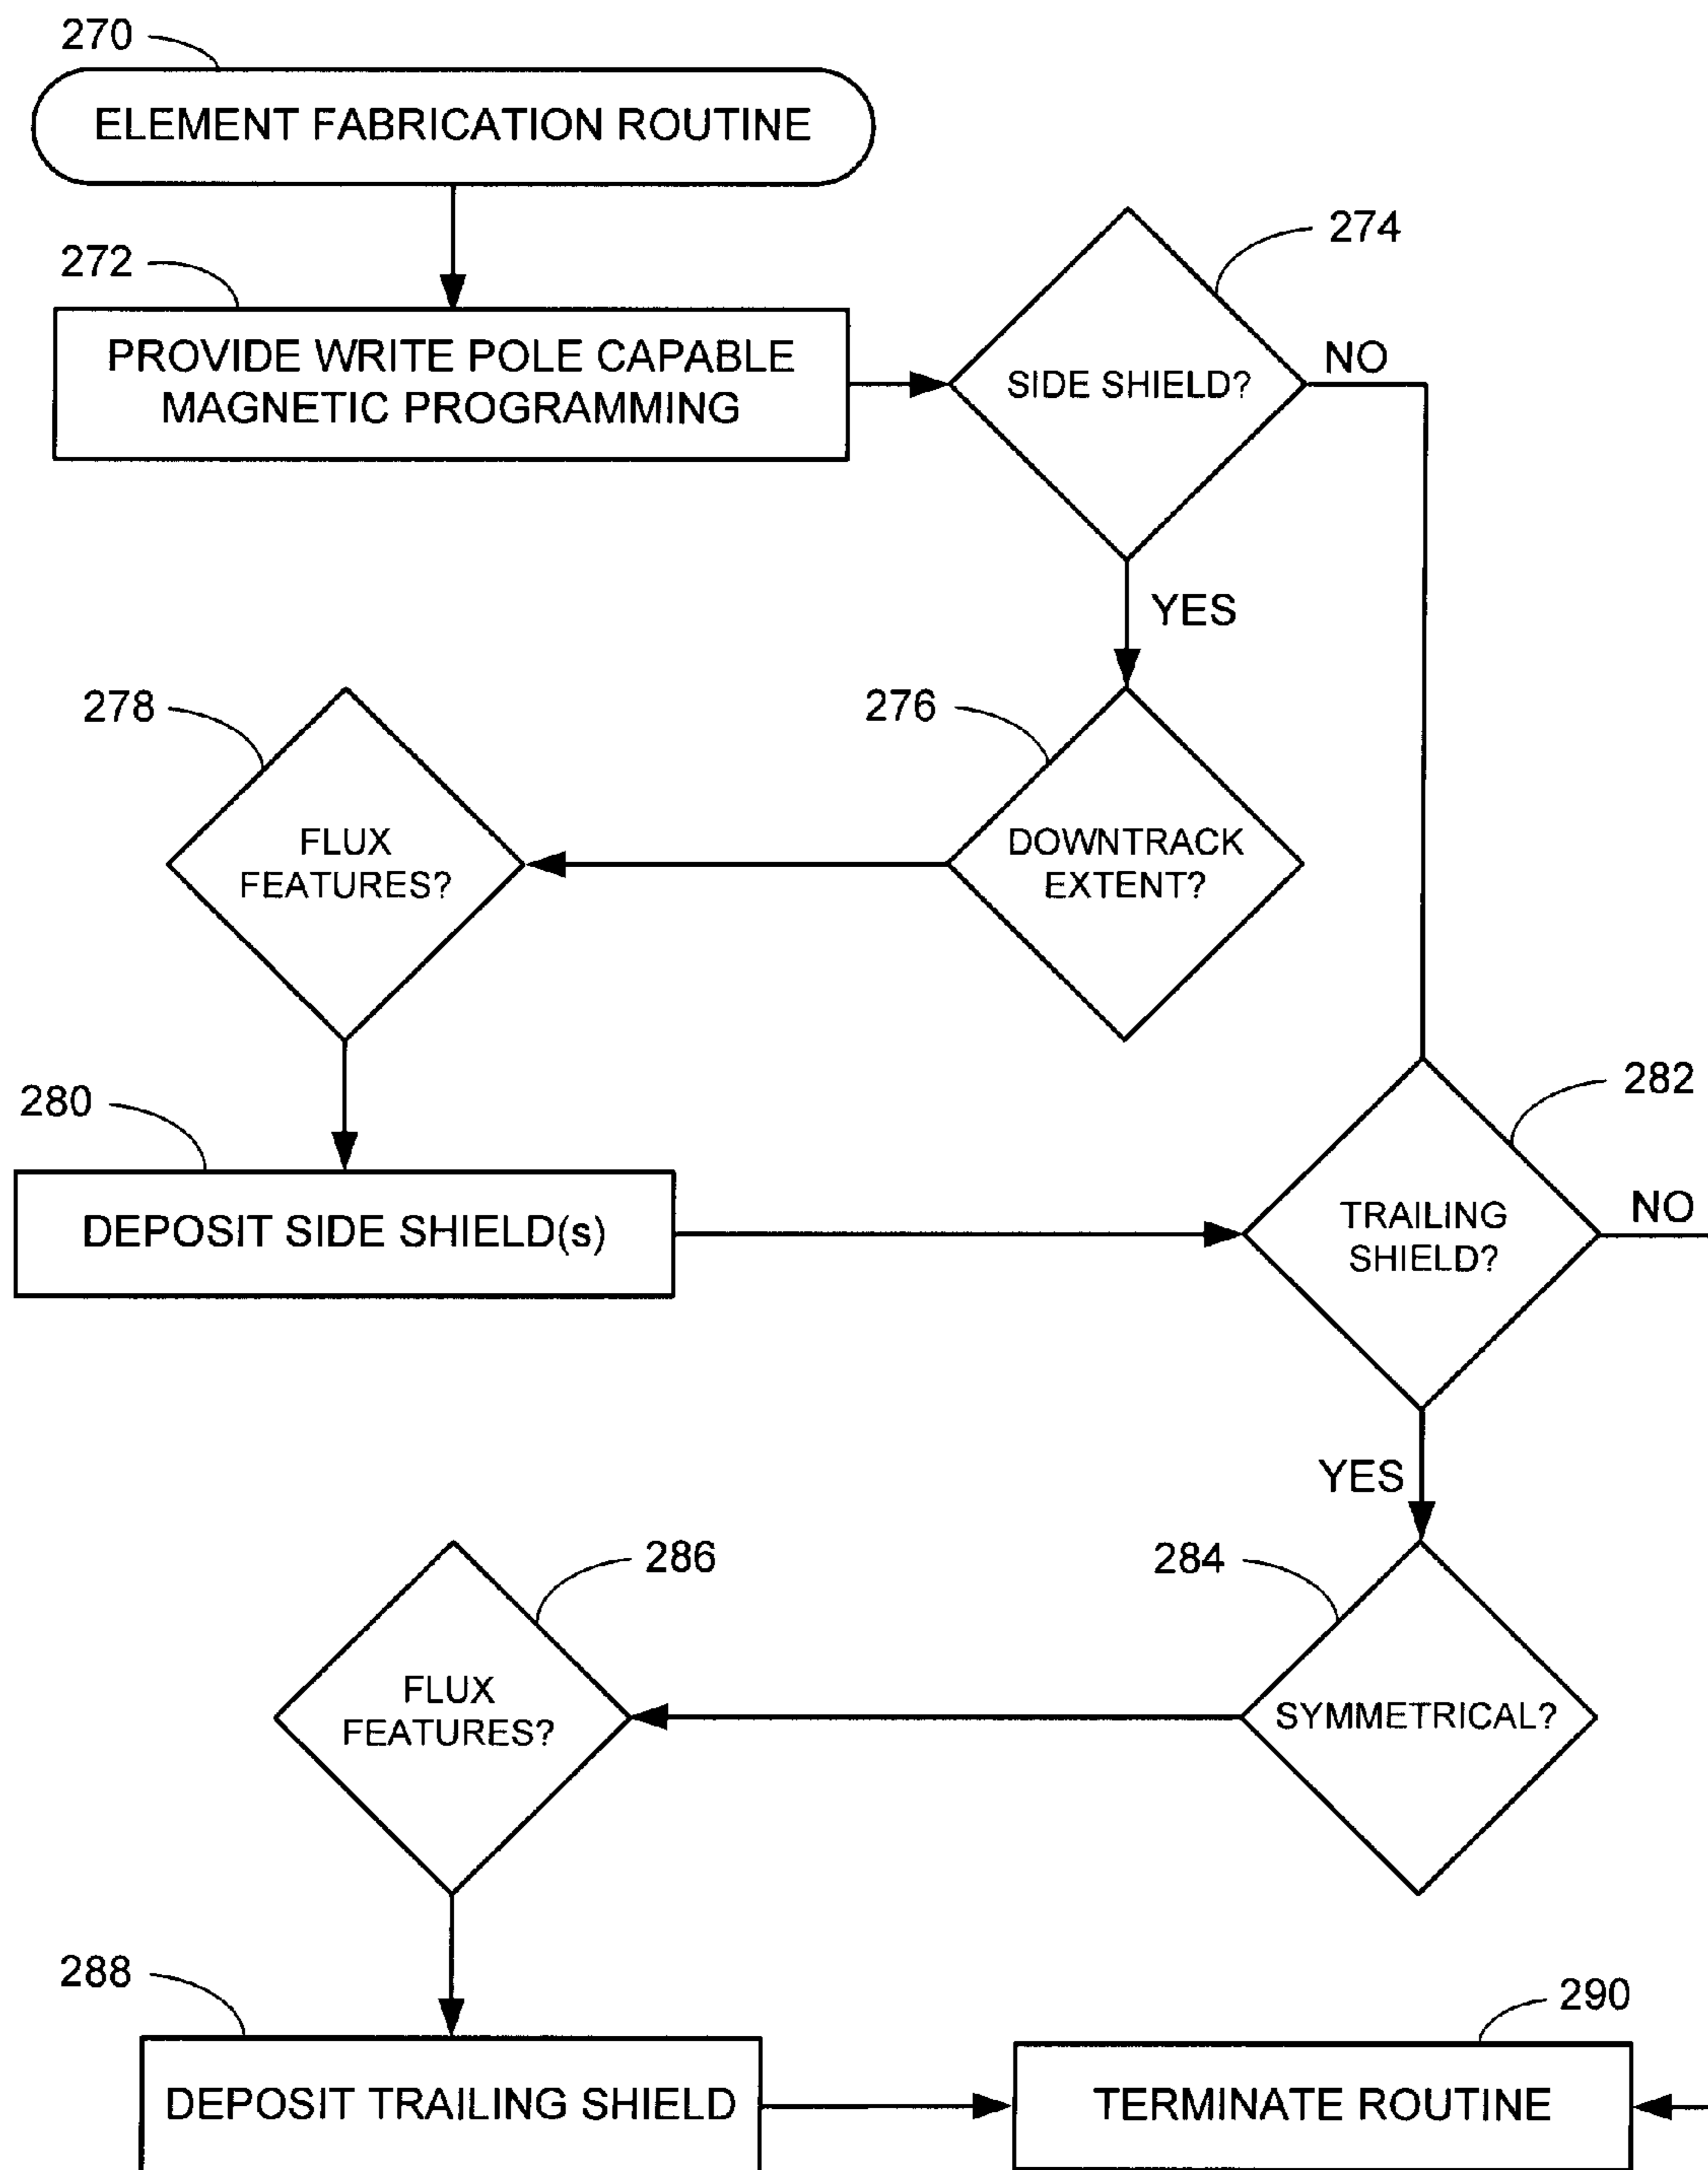 270
ELEMENT FABRICATION ROUTINE
272
PROVIDE WRITE POLE CAPABLE
MAGNETIC PROGRAMMING
274
SIDE SHIELD?
NO
YES
276
DOWNTRACK
EXTENT?
278
FLUX
FEATURES?
280
DEPOSIT SIDE SHIELD(s)
282
TRAILING
SHIELD?
NO
YES
284
SYMMETRICAL?
286
FLUX
FEATURES?
288
DEPOSIT TRAILING SHIELD
290
TERMINATE ROUTINE